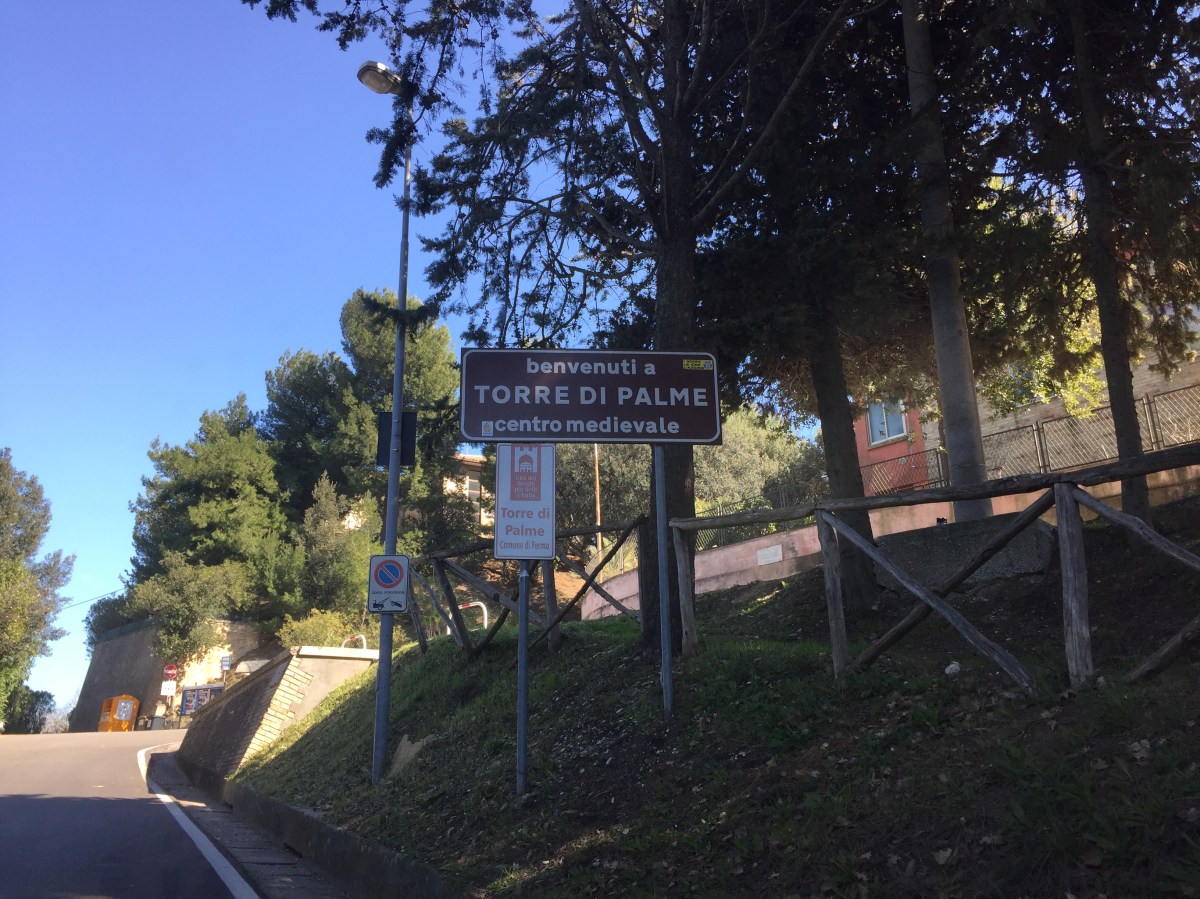 benvenuti a
TORRE DI PALME
centro medievale
Torre di
Palme
Comune di Fermo